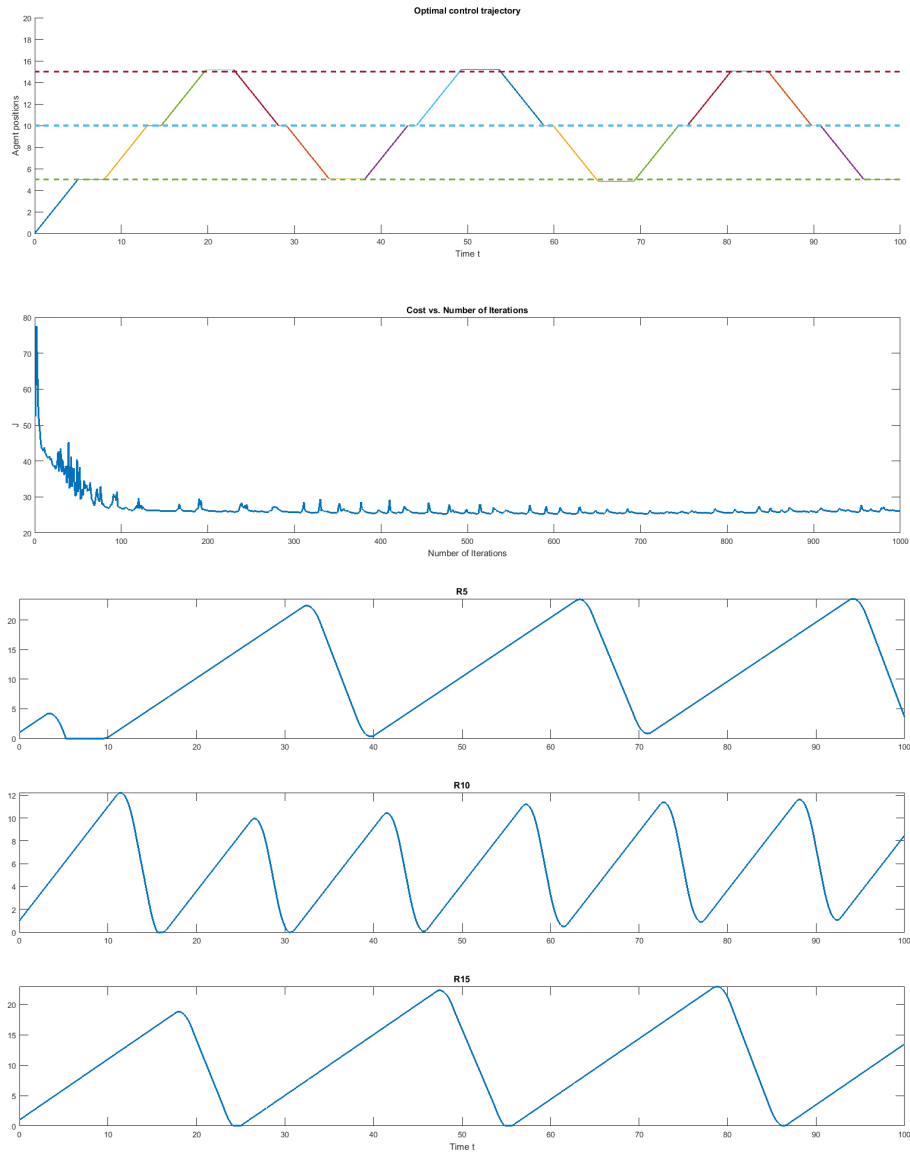 Optimal control trajectory
20
18
16
14
12
10
8
6
4
2
0
Agent positions
0 10 20 30 40 50 60 70 80 90 100
Time t
Cost vs. Number of Iterations
80
70
60
50
40
30
20
J
0 100 200 300 400 500 600 700 800 900 1000
Number of Iterations
R5
20
15
10
5
0
0 10 20 30 40 50 60 70 80 90 100
R10
12
10
8
6
4
2
0
0 10 20 30 40 50 60 70 80 90 100
R15
20
15
10
5
0
0 10 20 30 40 50 60 70 80 90 100
Time t